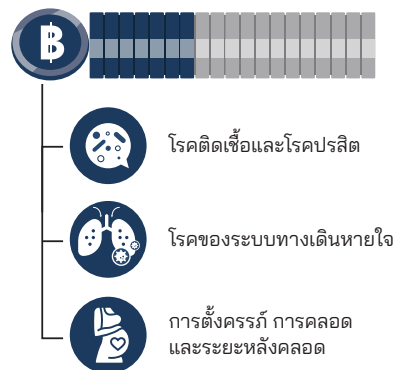 ฿
โรคติดเชื้อและโรคปรสิต
โรคของระบบทางเดินหายใจ
การตั้งครรภ์ การคลอด
และระยะหลังคลอด